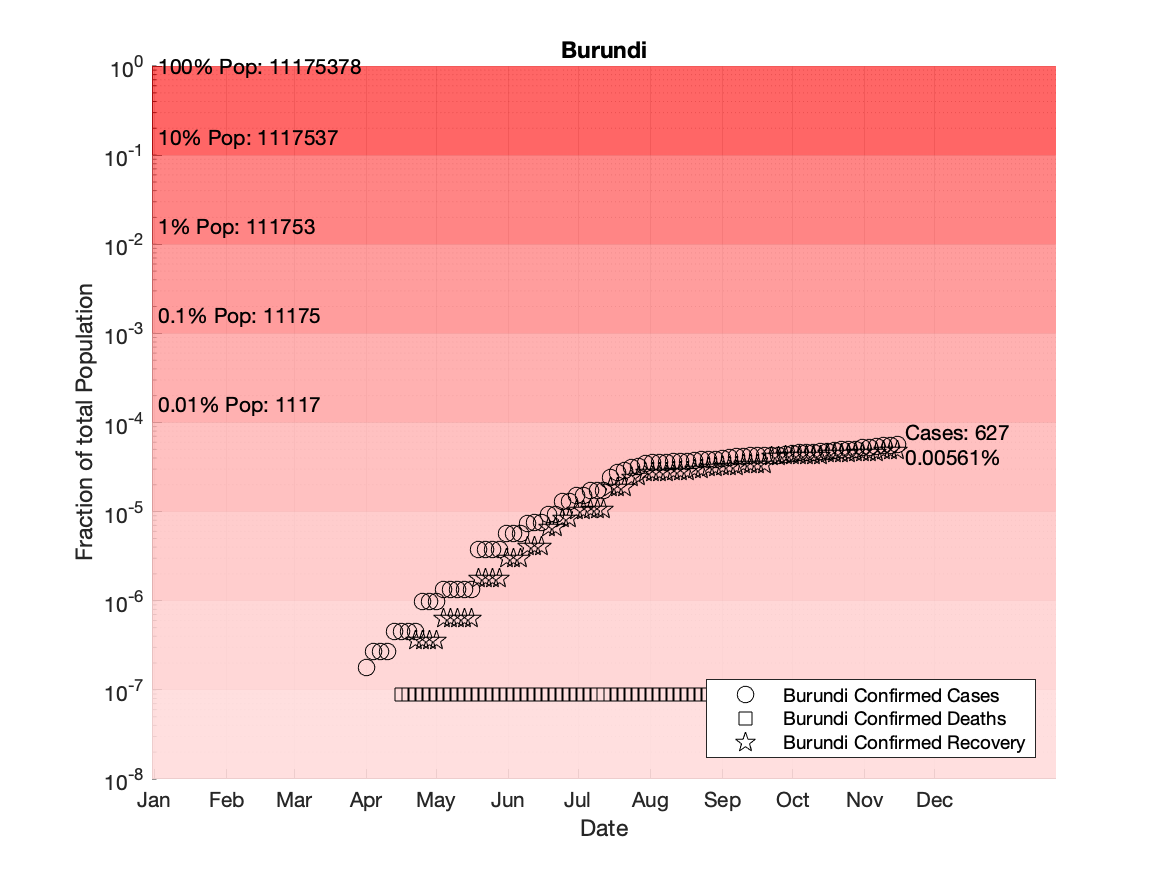 Burundi
10^0
100% Pop: 11175378
10% Pop: 1117537
10^-1
1% Pop: 111753
10^-2
0.1% Pop: 11175
10^-3
0.01% Pop: 1117
10^-4
Cases: 627
0.00561%
10^-5
10^-6
10^-7
10^-8
Fraction of total Population
Burundi Confirmed Cases
Burundi Confirmed Deaths
Burundi Confirmed Recovery
Jan Feb Mar Apr May Jun Jul Aug Sep Oct Nov Dec
Date